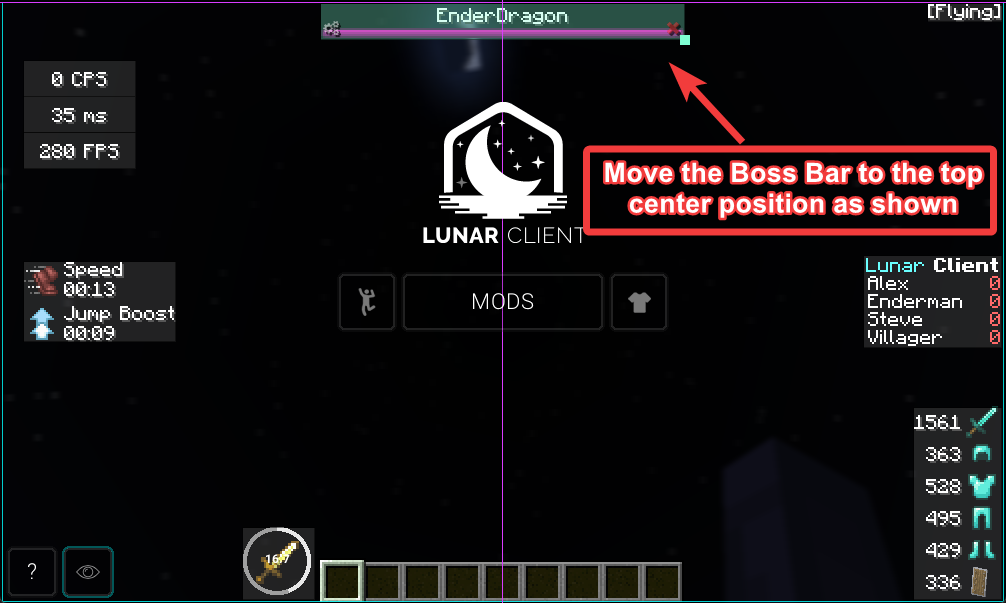 EnderDragon
[Flying]
0 CPS
35 ms
280 FPS
Move the Boss Bar to the top
center position as shown
LUNAR CLIENT
Speed
00:13
Jump Boost
00:09
MODS
Lunar Client
Alex 0
Enderman 0
Steve 0
Villager 0
1561
363
528
495
429
336
?